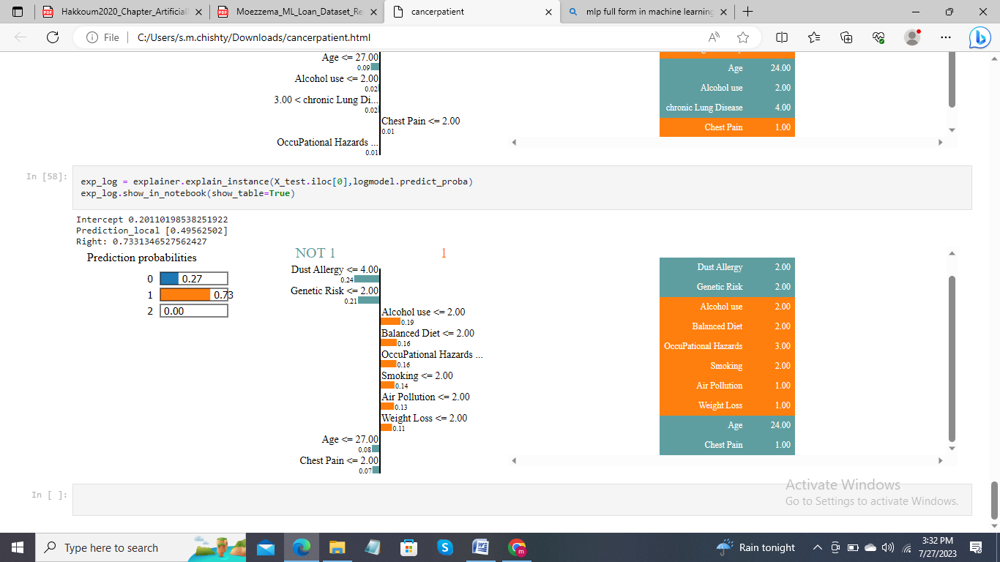 Hakkoum2020_Chapter_Artificial
Moezzema_ML_Loan_Dataset_Re
cancerpatient
mlp full form in machine learning
File
C:/Users/s.m.chishty/Downloads/cancerpatient.html
Age <= 27.00
0.09
Alcohol use <= 2.00
0.02
3.00 < chronic Lung Di...
0.02
Chest Pain <= 2.00
0.01
OccuPational Hazards ...
0.01
Age 24.00
Alcohol use 2.00
chronic Lung Disease 4.00
Chest Pain 1.00
In [58]:
exp_log = explainer.explain_instance(X_test.iloc[0],logmodel.predict_proba)
exp_log.show_in_notebook(show_table=True)
Intercept 0.20110198538251922
Prediction_local [0.49562502]
Right: 0.7331346527562427
Prediction probabilities
0 0.27
1 0.73
2 0.00
NOT 1 1
Dust Allergy <= 4.00
0.24
Genetic Risk <= 2.00
0.21
Alcohol use <= 2.00
0.19
Balanced Diet <= 2.00
0.16
OccuPational Hazards ...
0.16
Smoking <= 2.00
0.14
Air Pollution <= 2.00
0.13
Weight Loss <= 2.00
0.11
Age <= 27.00
0.08
Chest Pain <= 2.00
0.07
Dust Allergy 2.00
Genetic Risk 2.00
Alcohol use 2.00
Balanced Diet 2.00
OccuPational Hazards 3.00
Smoking 2.00
Air Pollution 1.00
Weight Loss 1.00
Age 24.00
Chest Pain 1.00
In [ ]:
Activate Windows
Go to Settings to activate Windows.
Type here to search
Rain tonight
3:32 PM
7/27/2023